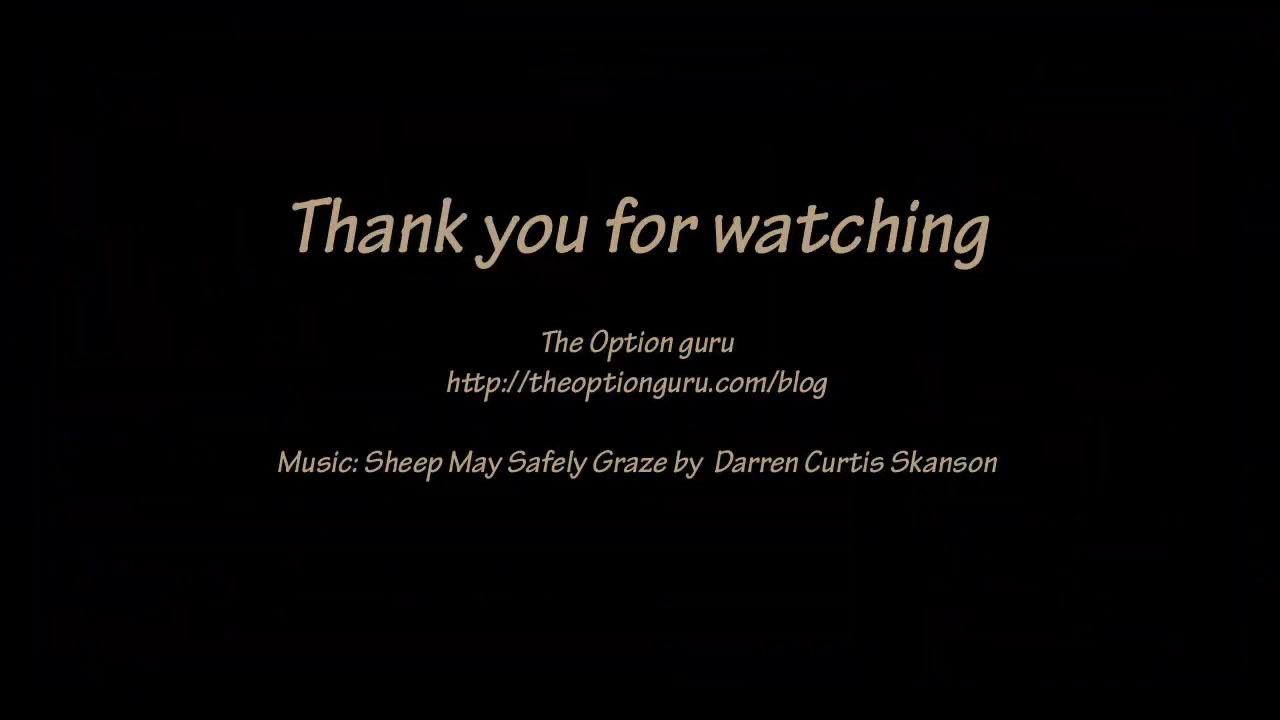 Thank you for watching
The Option guru
http://theoptionguru.com/blog
Music: Sheep May Safely Graze by  Darren Curtis Skanson